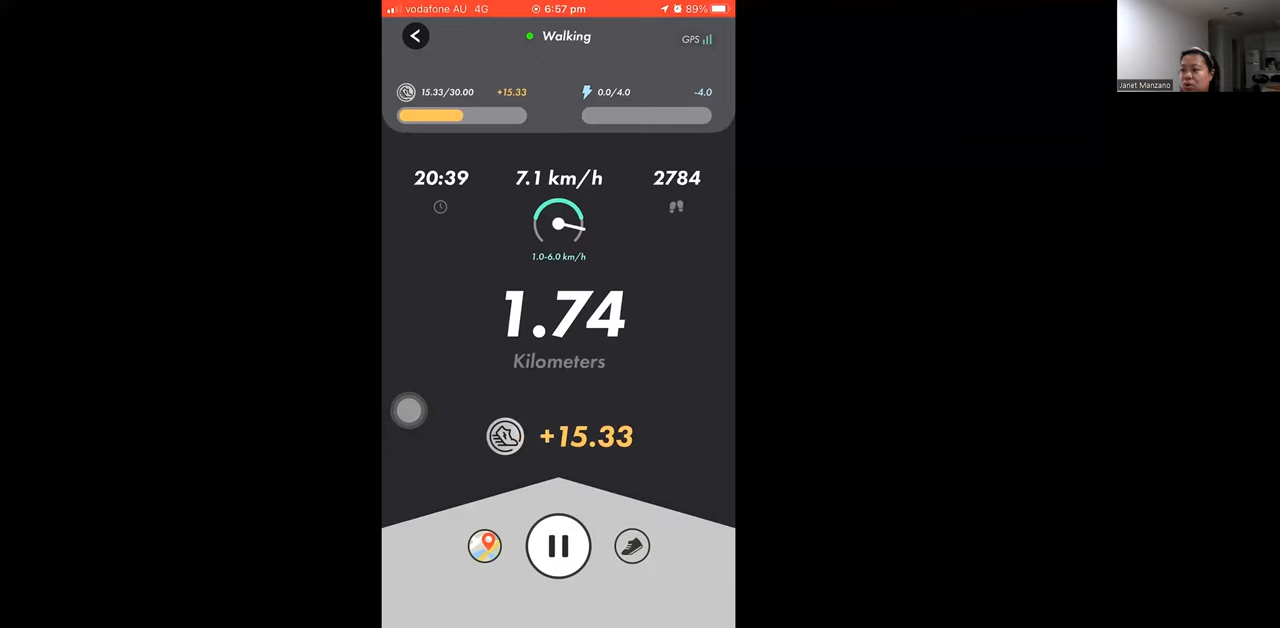 vodafone AU 4G 6:57 pm 89%
Walking
GPS
15.33/30.00 +15.33 0.0/4.0 -4.0
20:39 7.1 km/h 2784
1.0-6.0 km/h
1.74
Kilometers
+15.33
Janet Manzano